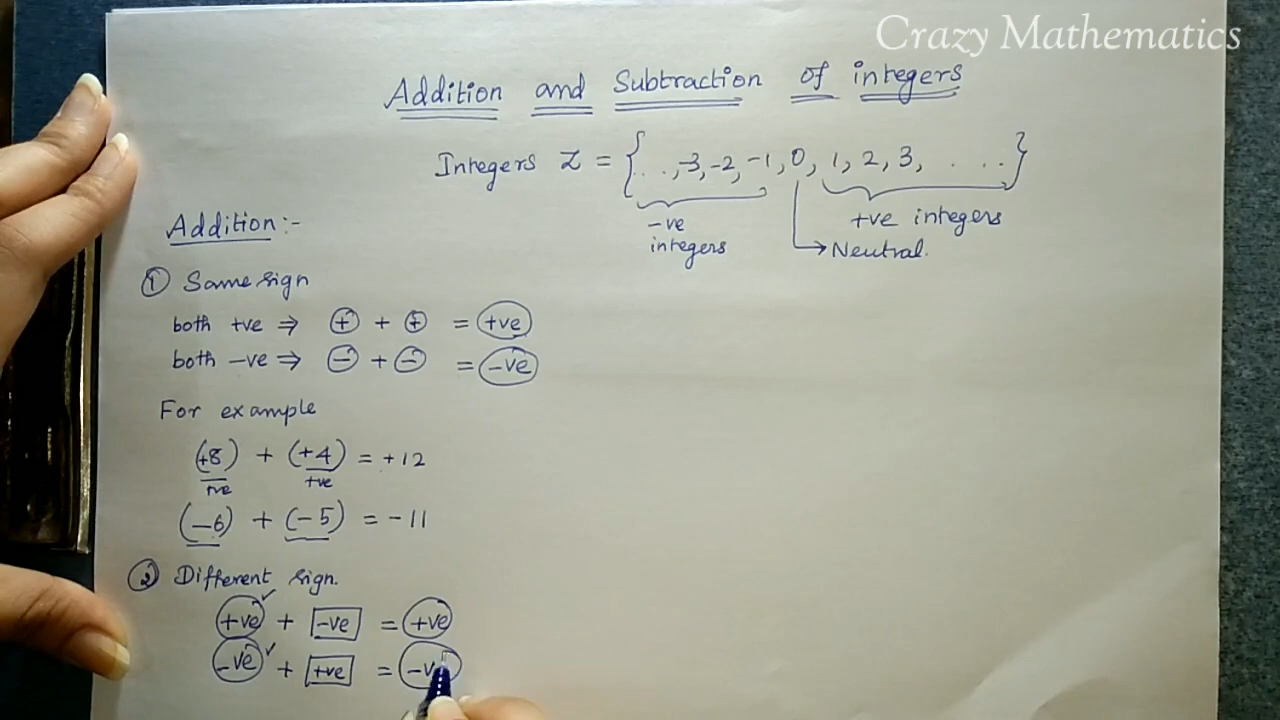 Crazy Mathematics
Addition and Subtraction of integers
Integers Z = { . . ., -3, -2, -1, 0, 1, 2, 3, . . . . }
-ve integers
+ve integers
Neutral.
Addition :-
① Same sign
both +ve ⇒ (+) + (+) = +ve
both -ve ⇒ (-) + (-) = -ve
For example
(+8) + (+4) = +12
+ve +ve
(-6) + (-5) = -11
② Different sign.
+ve ✓ + -ve = +ve
-ve ✓ + +ve = -v